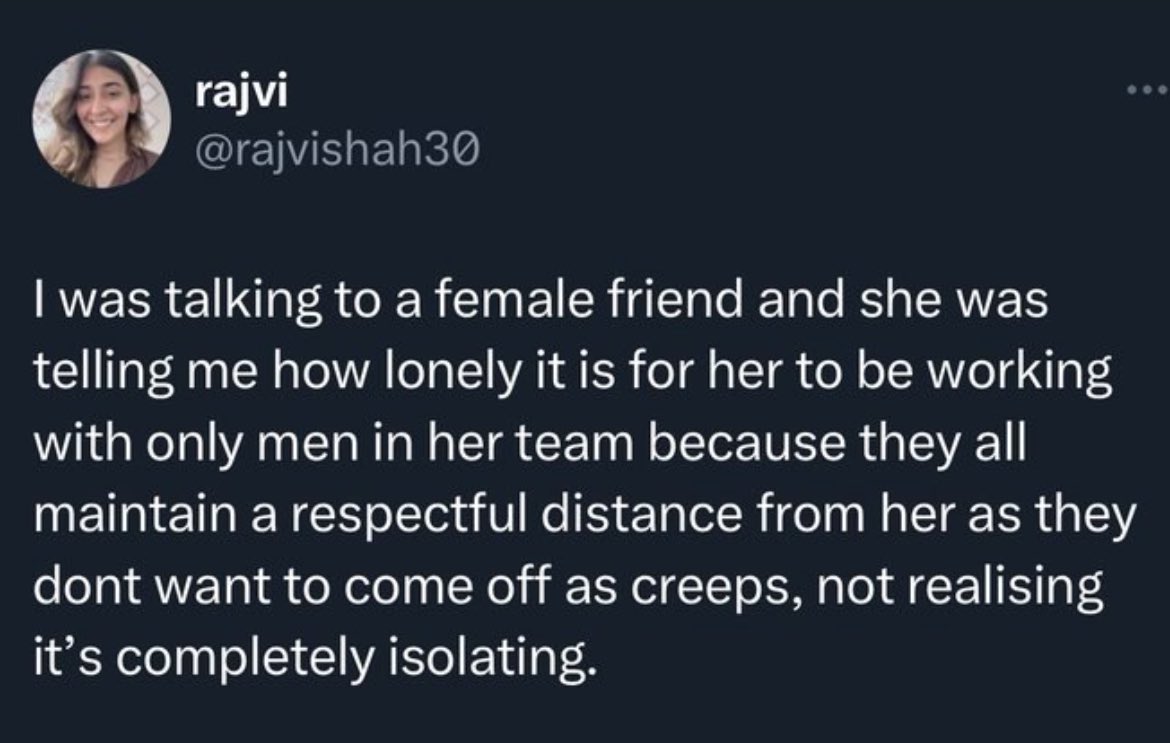 rajvi
@rajvishah30
I was talking to a female friend and she was
telling me how lonely it is for her to be working
with only men in her team because they all
maintain a respectful distance from her as they
dont want to come off as creeps, not realising
it’s completely isolating.